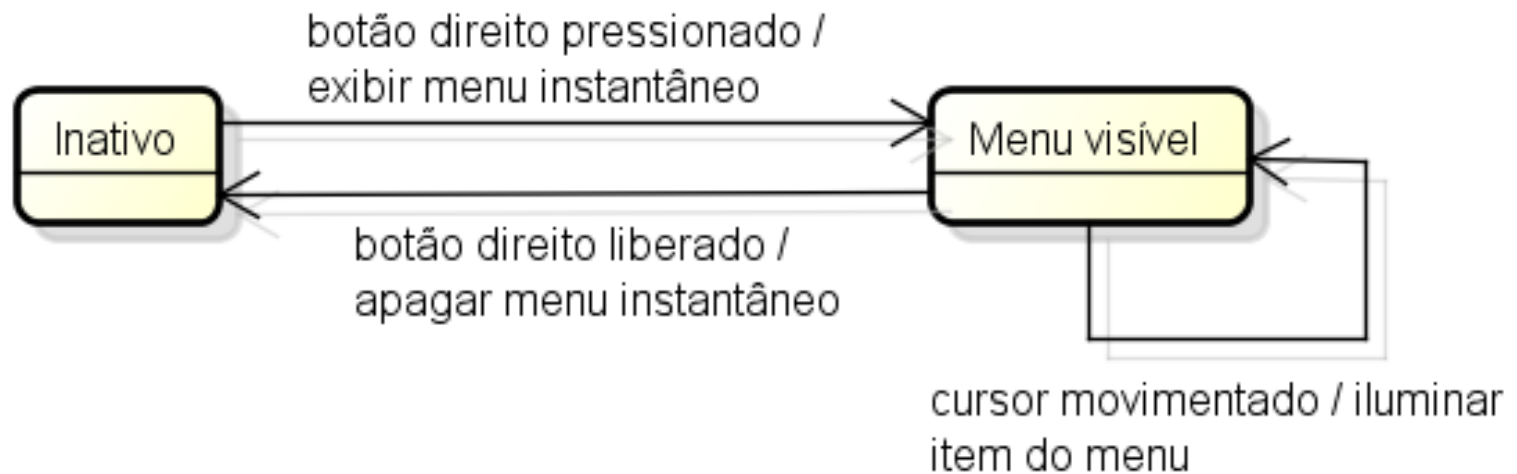 botão direito pressionado /
exibir menu instantâneo
Inativo
Menu visível
botão direito liberado /
apagar menu instantâneo
cursor movimentado / iluminar
item do menu